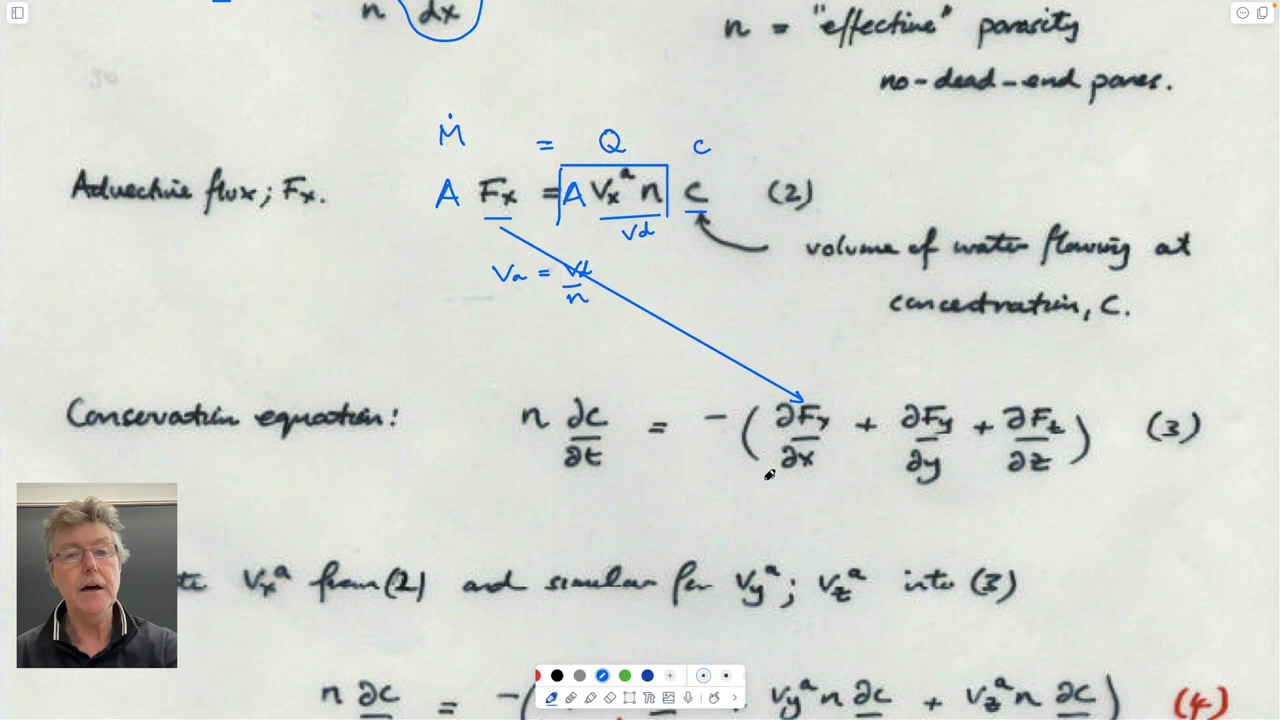 n dx
n = "effective" porosity
no-dead-end pores.
Ṁ = Q c
Advective flux; Fx. A Fx = A Vx^a n c (2)
Vd
volume of water flowing at
Va = Vd/n
concentration, C.
Conservation equation: n ∂c/∂t = -(∂Fx/∂x + ∂Fy/∂y + ∂Fz/∂z) (3)
Vx^a from (2) and similar for Vy^a; Vz^a into (3)
n ∂c = -( Vy^a n ∂c + Vz^a n ∂c ) (4)